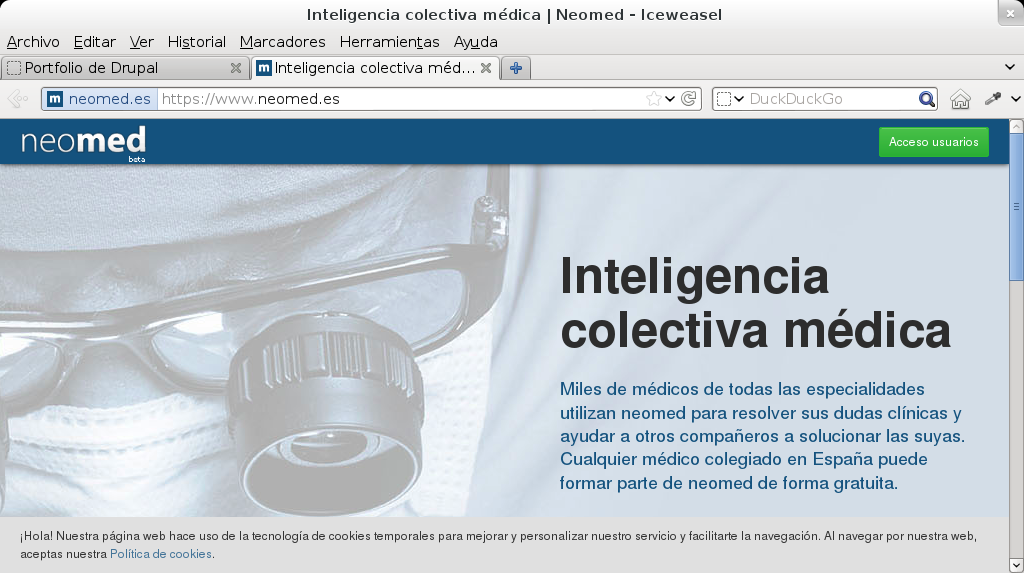 Inteligencia colectiva médica | Neomed - Iceweasel
Archivo Editar Ver Historial Marcadores Herramientas Ayuda
Portfolio de Drupal
m Inteligencia colectiva méd...
m neomed.es https://www.neomed.es
DuckDuckGo
neomed
beta
Acceso usuarios
Inteligencia
colectiva médica
Miles de médicos de todas las especialidades
utilizan neomed para resolver sus dudas clínicas y
ayudar a otros compañeros a solucionar las suyas.
Cualquier médico colegiado en España puede
formar parte de neomed de forma gratuita.
¡Hola! Nuestra página web hace uso de la tecnología de cookies temporales para mejorar y personalizar nuestro servicio y facilitarte la navegación. Al navegar por nuestra web,
aceptas nuestra Política de cookies.